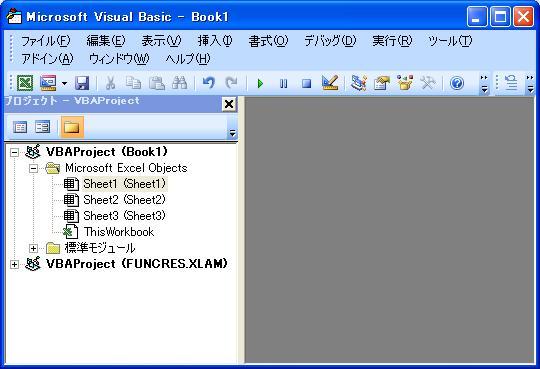 Microsoft Visual Basic - Book1
ファイル(F) 編集(E) 表示(V) 挿入(I) 書式(O) デバッグ(D) 実行(R) ツール(T)
アドイン(A) ウィンドウ(W) ヘルプ(H)
プロジェクト - VBAProject
VBAProject (Book1)
Microsoft Excel Objects
Sheet1 (Sheet1)
Sheet2 (Sheet2)
Sheet3 (Sheet3)
ThisWorkbook
標準モジュール
VBAProject (FUNCRES.XLAM)